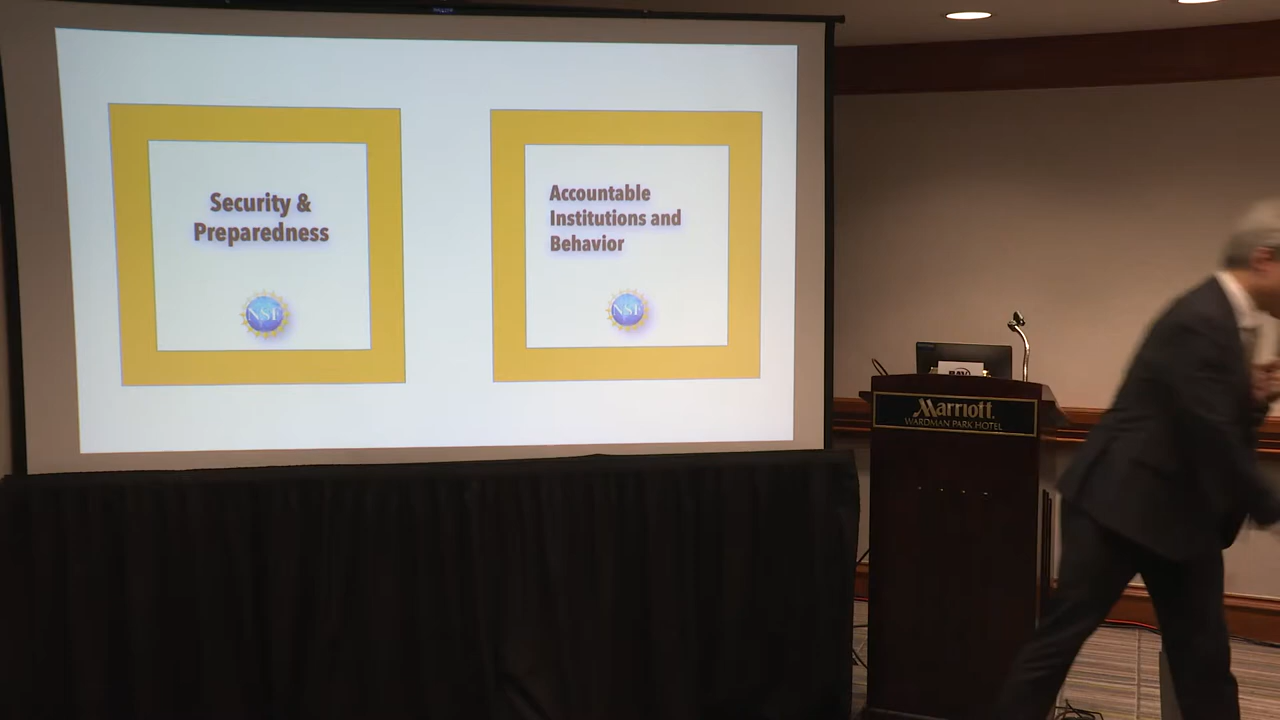 Security &
Preparedness
NSF
Accountable
Institutions and
Behavior
NSF
Marriott.
WARDMAN PARK HOTEL